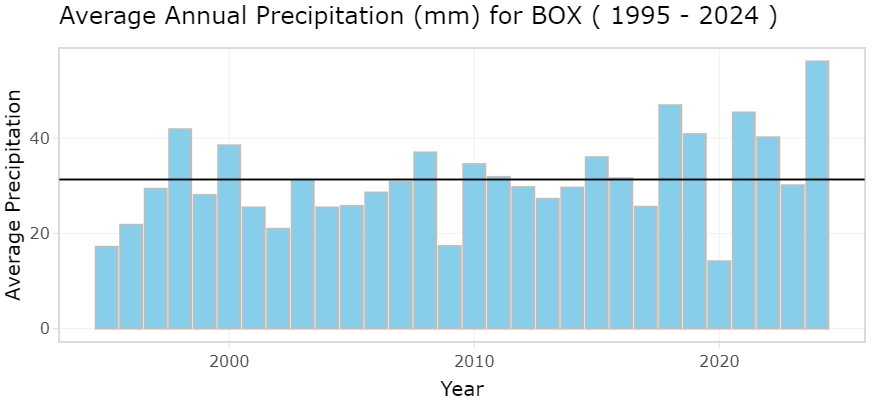 Average Annual Precipitation (mm) for BOX ( 1995 - 2024 )
Average Precipitation
40
20
0
2000 2010 2020
Year